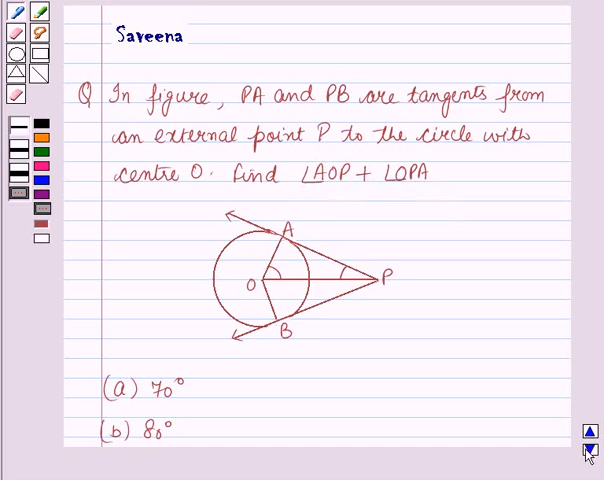 Saveena
Q In figure, PA and PB are tangents from
an external point P to the circle with
centre O. Find ∠AOP + ∠OPA
A
O
P
B
(a) 70°
(b) 80°